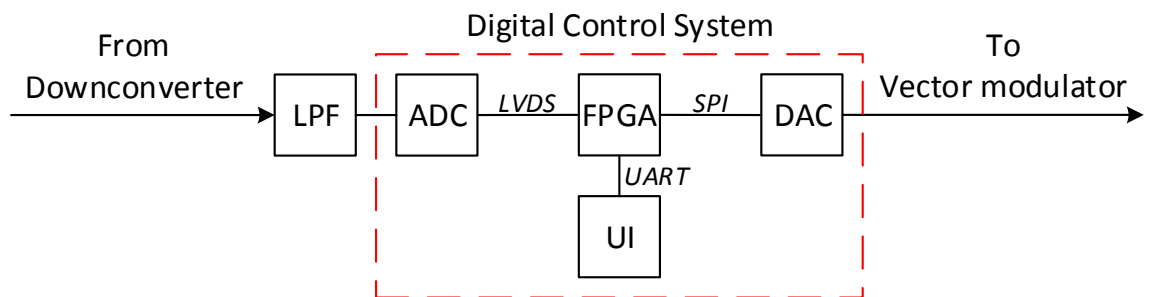 Digital Control System
From
Downconverter
To
Vector modulator
LPF
ADC
LVDS
FPGA
SPI
DAC
UART
UI